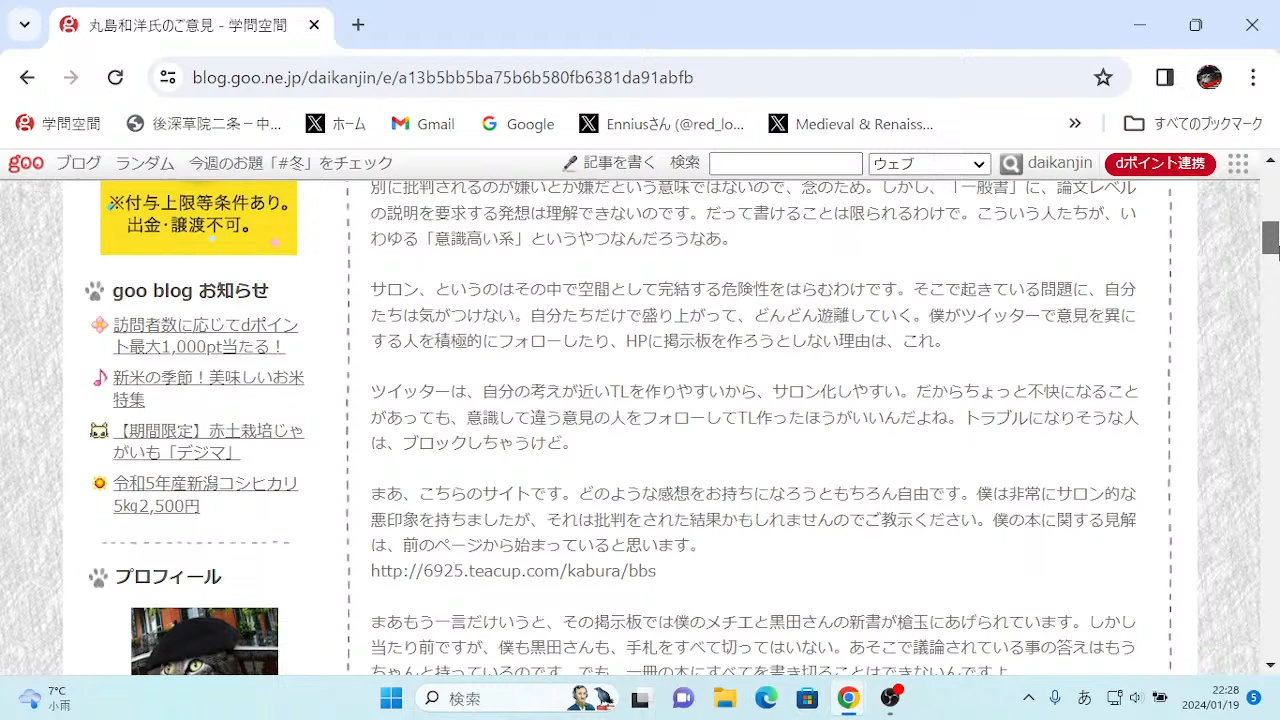 丸島和洋氏のご意見 - 学問空間
blog.goo.ne.jp/daikanjin/e/a13b5bb5ba75b6b580fb6381da91abfb
学問空間
後深草院二条－中...
ホーム
Gmail
Google
Enniusさん (@red_lo...
Medieval & Renaiss...
»
すべてのブックマーク
goo ブログ ランダム 今週のお題「#冬」をチェック
記事を書く 検索 ウェブ daikanjin dポイント連携
※付与上限等条件あり。
出金・譲渡不可。
goo blog お知らせ
訪問者数に応じてdポイン
ト最大1,000pt当たる！
新米の季節！美味しいお米
特集
【期間限定】赤土栽培じゃ
がいも「デジマ」
令和5年産新潟コシヒカリ
5kg2,500円
プロフィール
別に批判されるのが嫌いとか嫌だという意味ではないので、念のため。しかし、「一般書」に、論文レベル
の説明を要求する発想は理解できないのです。だって書けることは限られるわけで。こういう人たちが、い
わゆる「意識高い系」というやつなんだろうなあ。
サロン、というのはその中で空間として完結する危険性をはらむわけです。そこで起きている問題に、自分
たちは気がつけない。自分たちだけで盛り上がって、どんどん遊離していく。僕がツイッターで意見を異に
する人を積極的にフォローしたり、HPに掲示板を作ろうとしない理由は、これ。
ツイッターは、自分の考えが近いTLを作りやすいから、サロン化しやすい。だからちょっと不快になること
があっても、意識して違う意見の人をフォローしてTL作ったほうがいいんだよね。トラブルになりそうな人
は、ブロックしちゃうけど。
まあ、こちらのサイトです。どのような感想をお持ちになろうともちろん自由です。僕は非常にサロン的な
悪印象を持ちましたが、それは批判をされた結果かもしれませんのでご教示ください。僕の本に関する見解
は、前のページから始まっていると思います。
http://6925.teacup.com/kabura/bbs
まあもう一言だけいうと、その掲示板では僕のメチエと黒田さんの新書が槍玉にあげられています。しかし
当たり前ですが、僕も黒田さんも、手札をすべて切ってはいない。あそこで議論されている事の答えはもう
ちゃんと持っているのです。でも、一冊の本にすべてを書き切ることはできないんですよ
7°C
小雨
検索
あ
22:28
2024/01/19
5